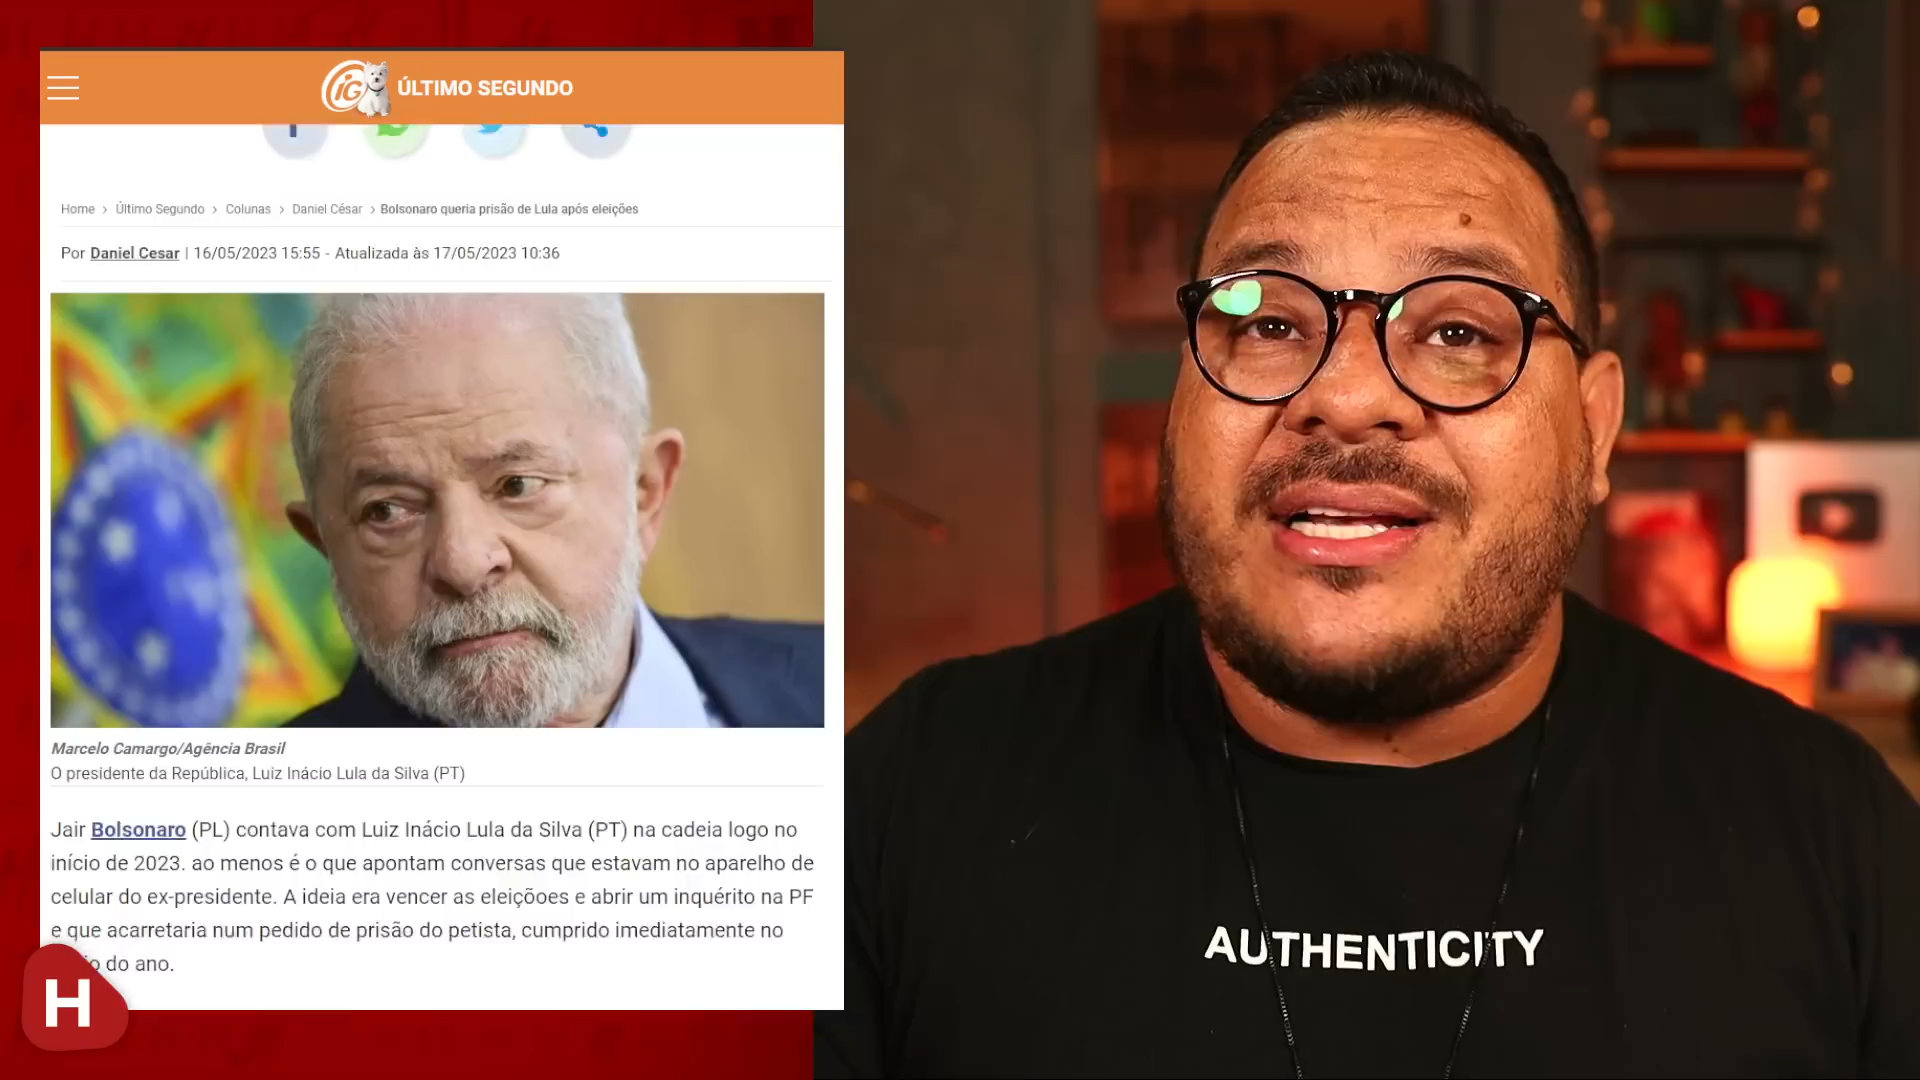 iG ÚLTIMO SEGUNDO
Home > Último Segundo > Colunas > Daniel César > Bolsonaro queria prisão de Lula após eleições
Por Daniel Cesar | 16/05/2023 15:55 - Atualizada às 17/05/2023 10:36
Marcelo Camargo/Agência Brasil
O presidente da República, Luiz Inácio Lula da Silva (PT)
Jair Bolsonaro (PL) contava com Luiz Inácio Lula da Silva (PT) na cadeia logo no
início de 2023. ao menos é o que apontam conversas que estavam no aparelho de
celular do ex-presidente. A ideia era vencer as eleiçõoes e abrir um inquérito na PF
e que acarretaria num pedido de prisão do petista, cumprido imediatamente no
do ano.
H
AUTHENTICITY